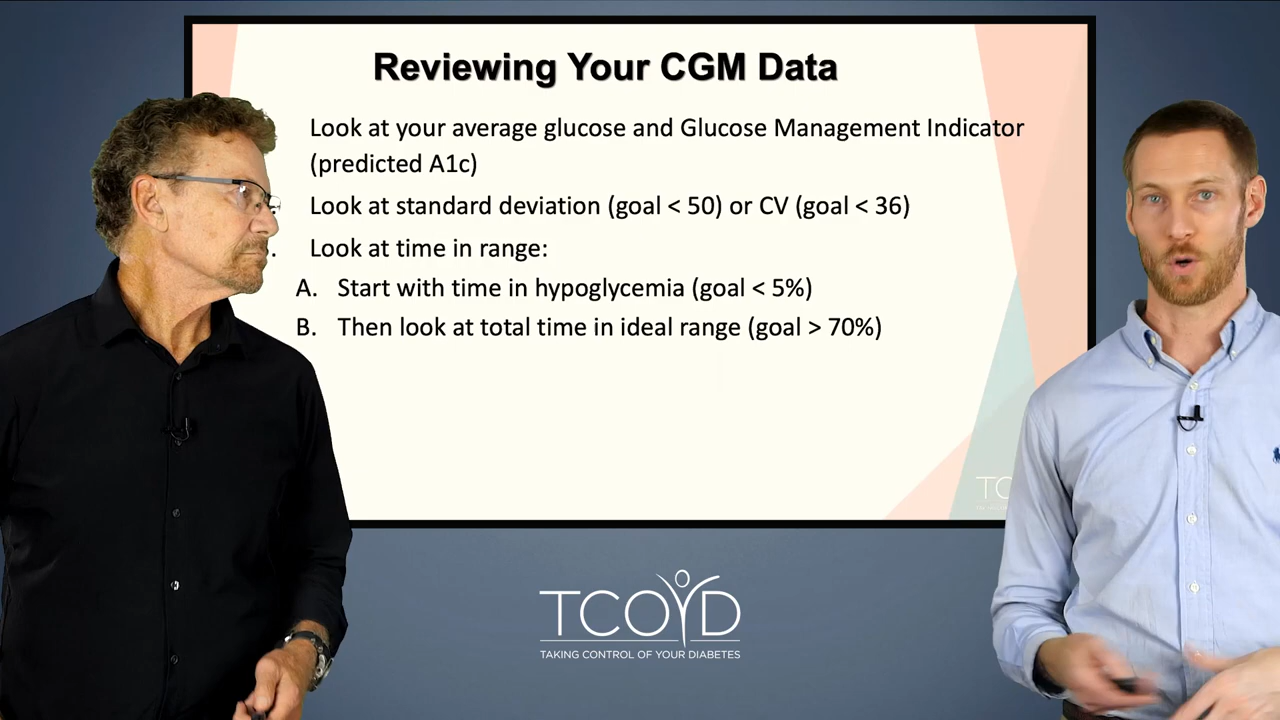 Reviewing Your CGM Data
Look at your average glucose and Glucose Management Indicator
(predicted A1c)
Look at standard deviation (goal < 50) or CV (goal < 36)
Look at time in range:
A. Start with time in hypoglycemia (goal < 5%)
B. Then look at total time in ideal range (goal > 70%)
TC
TCOYD
TAKING CONTROL OF YOUR DIABETES